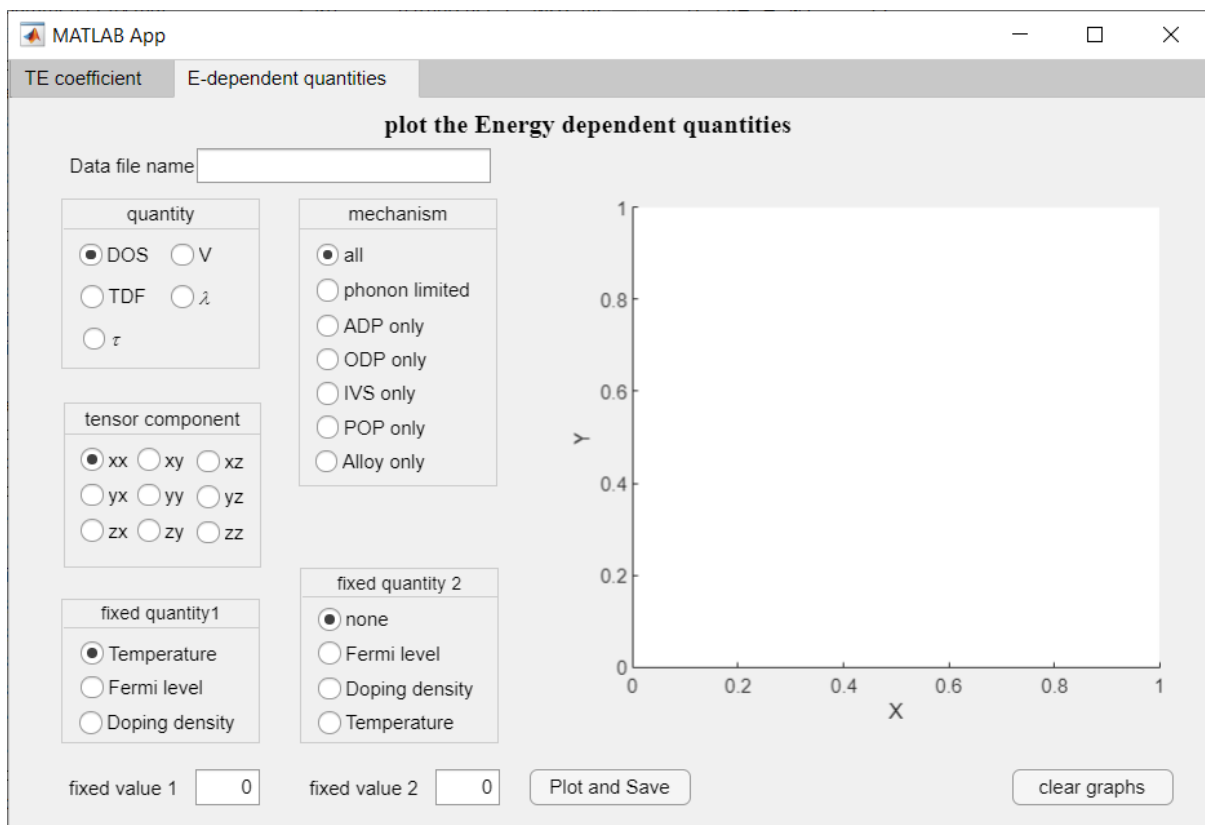 MATLAB App
TE coefficient
E-dependent quantities
plot the Energy dependent quantities
Data file name
quantity
DOS
V
TDF
λ
τ
mechanism
all
phonon limited
ADP only
ODP only
IVS only
POP only
Alloy only
tensor component
xx xy xz
yx yy yz
zx zy zz
fixed quantity1
Temperature
Fermi level
Doping density
fixed quantity 2
none
Fermi level
Doping density
Temperature
fixed value 1
0
fixed value 2
0
Plot and Save
clear graphs
1
0.8
0.6
0.4
0.2
0
Y
0 0.2 0.4 0.6 0.8 1
X